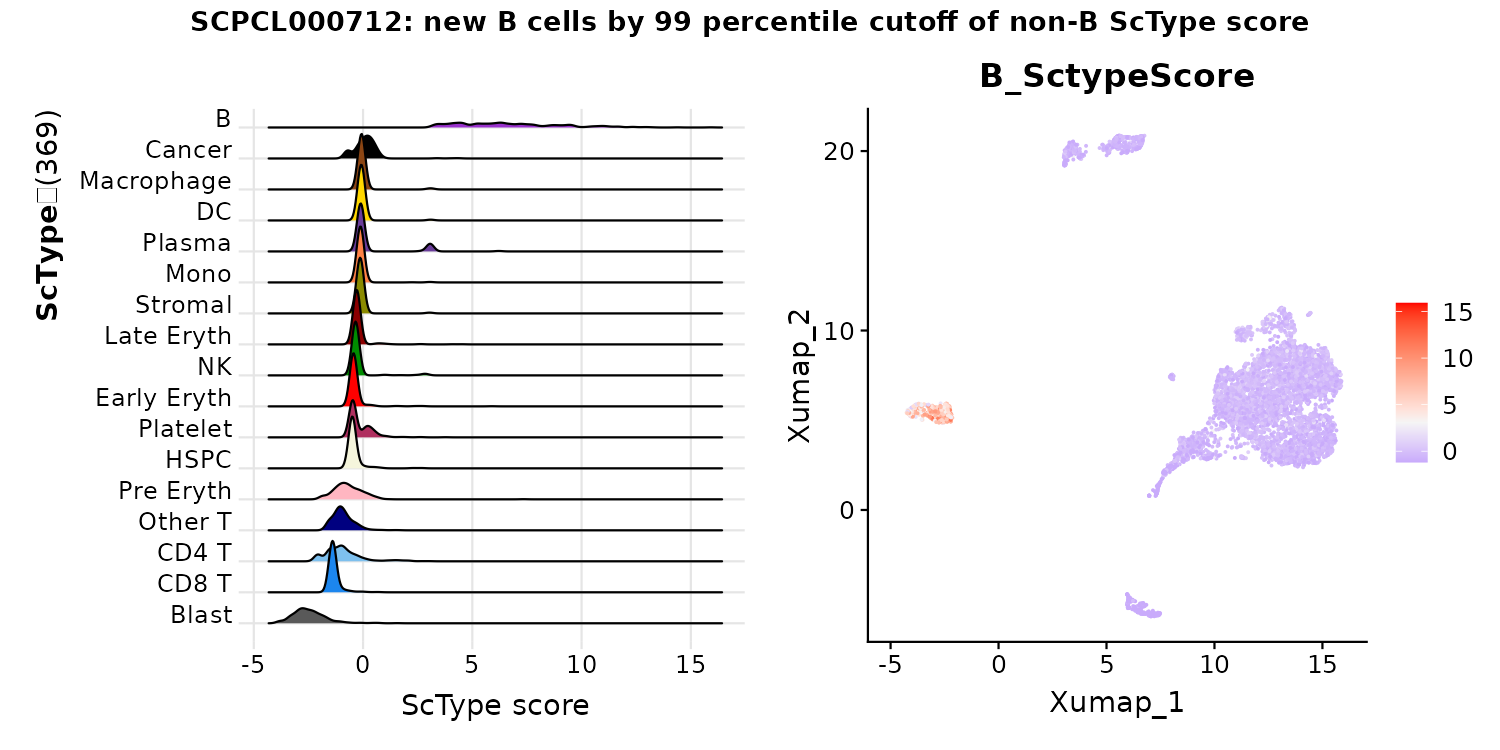 SCPCL000712: new B cells by 99 percentile cutoff of non-B ScType score
ScType□(369)
B
Cancer
Macrophage
DC
Plasma
Mono
Stromal
Late Eryth
NK
Early Eryth
Platelet
HSPC
Pre Eryth
Other T
CD4 T
CD8 T
Blast
-5 0 5 10 15
ScType score
B_SctypeScore
Xumap_2
20
10
0
-5 0 5 10 15
Xumap_1
15
10
5
0